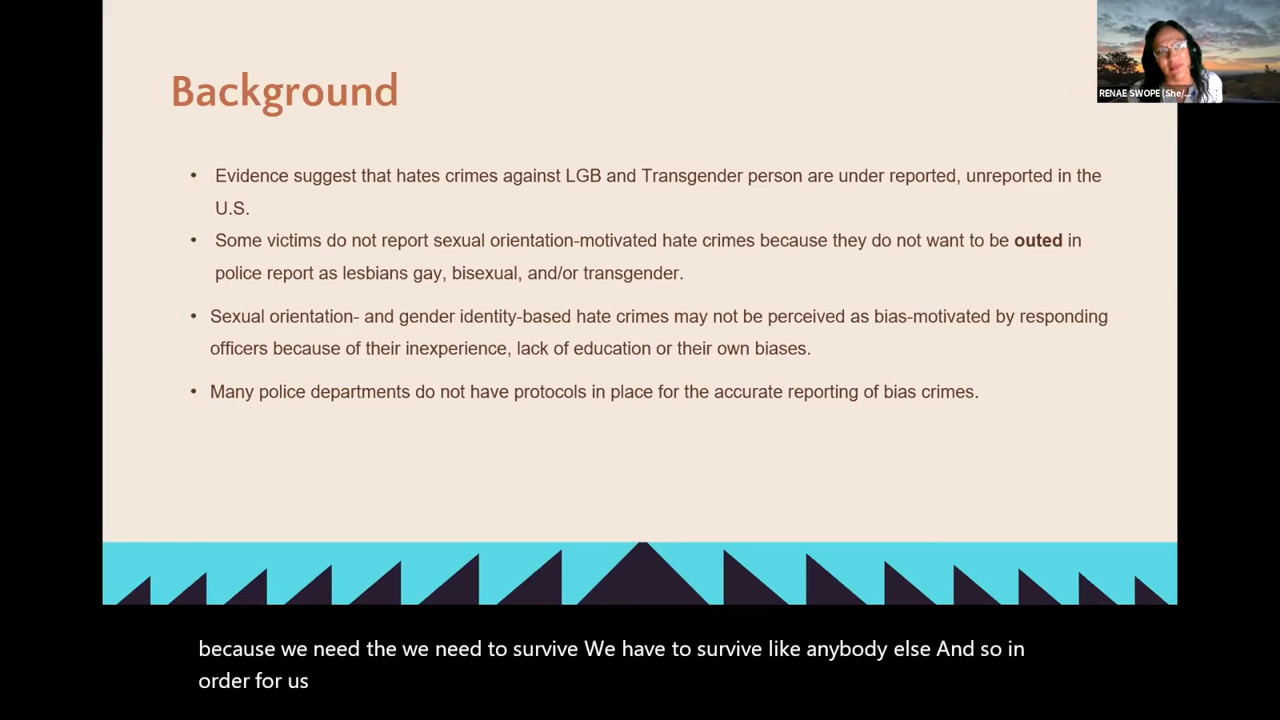 Background
RENAE SWOPE (She/...
• Evidence suggest that hates crimes against LGB and Transgender person are under reported, unreported in the
U.S.
• Some victims do not report sexual orientation-motivated hate crimes because they do not want to be outed in
police report as lesbians gay, bisexual, and/or transgender.
• Sexual orientation- and gender identity-based hate crimes may not be perceived as bias-motivated by responding
officers because of their inexperience, lack of education or their own biases.
• Many police departments do not have protocols in place for the accurate reporting of bias crimes.
because we need the we need to survive We have to survive like anybody else And so in
order for us